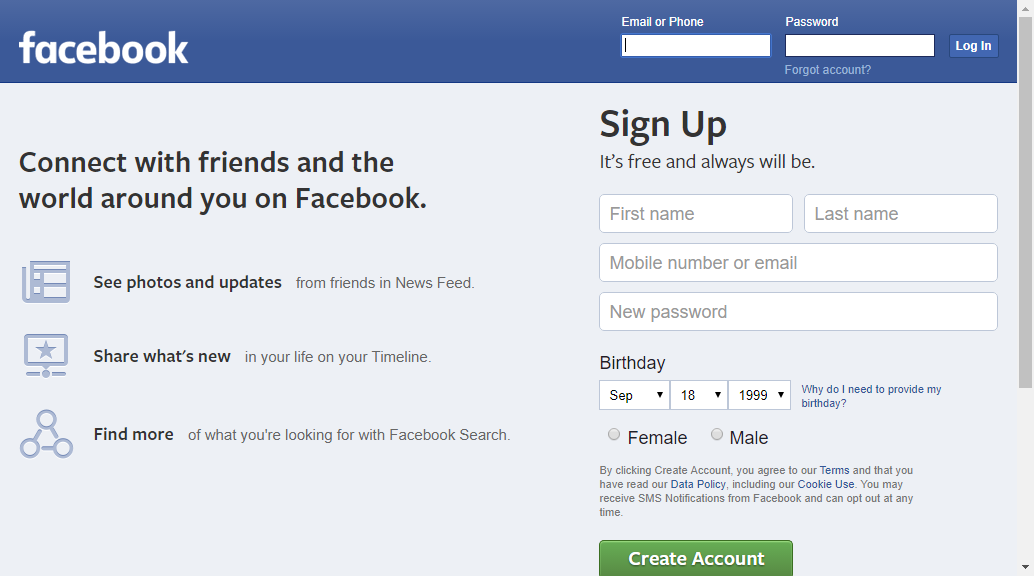 facebook
Email or Phone
Password
Log In
Forgot account?
Connect with friends and the
world around you on Facebook.
See photos and updates from friends in News Feed.
Share what's new in your life on your Timeline.
Find more of what you're looking for with Facebook Search.
Sign Up
It's free and always will be.
First name
Last name
Mobile number or email
New password
Birthday
Sep 18 1999
Why do I need to provide my
birthday?
Female Male
By clicking Create Account, you agree to our Terms and that you
have read our Data Policy, including our Cookie Use. You may
receive SMS Notifications from Facebook and can opt out at any
time.
Create Account